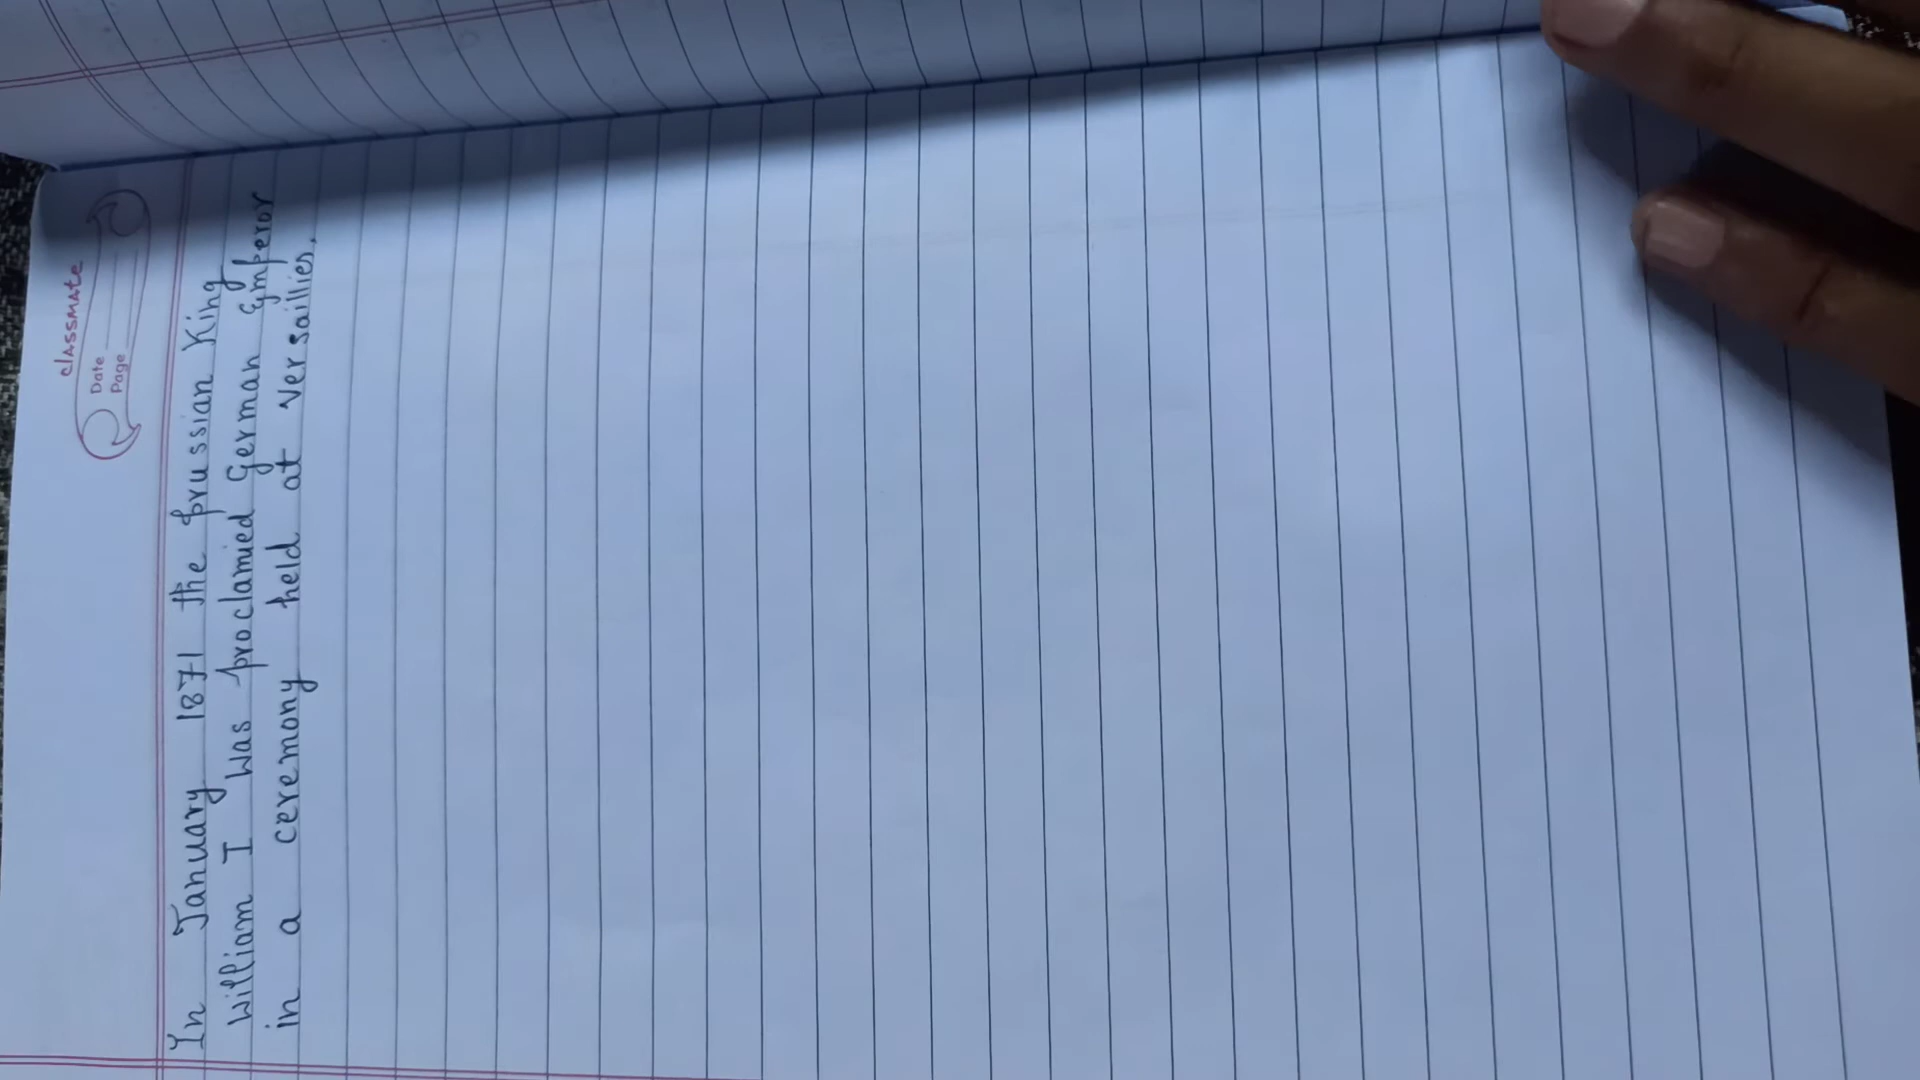 classmate
Date
Page
In January 1871 the prussian King
William I was proclamied German Emperor
in a ceremony held at Versaillies.